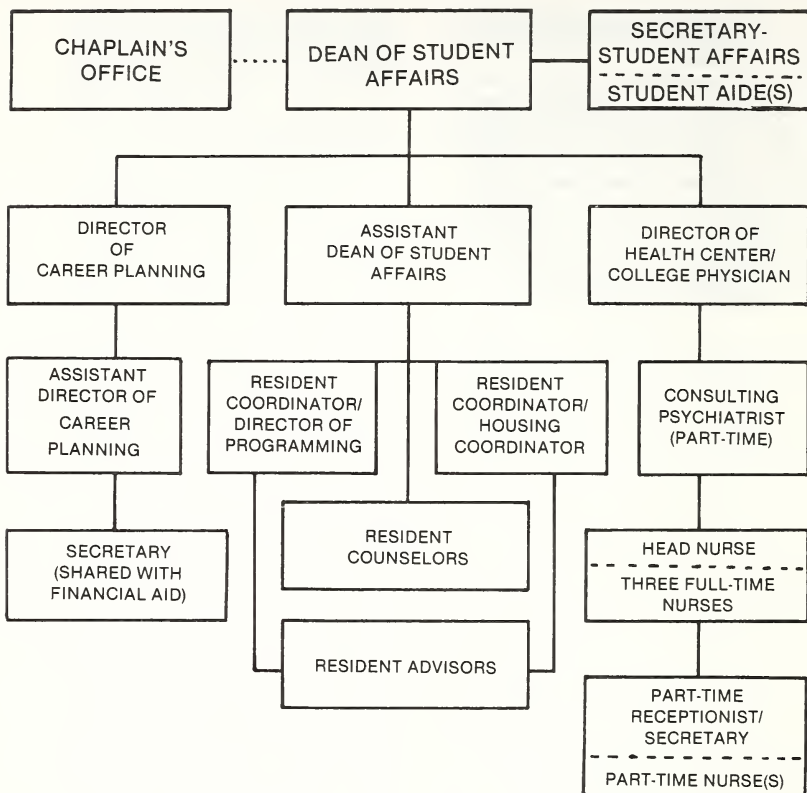 CHAPLAIN'S
OFFICE
DEAN OF STUDENT
AFFAIRS
SECRETARY-
STUDENT AFFAIRS
STUDENT AIDE(S)
DIRECTOR
OF
CAREER PLANNING
ASSISTANT
DEAN OF STUDENT
AFFAIRS
DIRECTOR OF
HEALTH CENTER/
COLLEGE PHYSICIAN
ASSISTANT
DIRECTOR OF
CAREER
PLANNING
RESIDENT
COORDINATOR/
DIRECTOR OF
PROGRAMMING
RESIDENT
COORDINATOR/
HOUSING
COORDINATOR
CONSULTING
PSYCHIATRIST
(PART-TIME)
SECRETARY
(SHARED WITH
FINANCIAL AID)
RESIDENT
COUNSELORS
HEAD NURSE
THREE FULL-TIME
NURSES
RESIDENT ADVISORS
PART-TIME
RECEPTIONIST/
SECRETARY
PART-TIME NURSE(S)